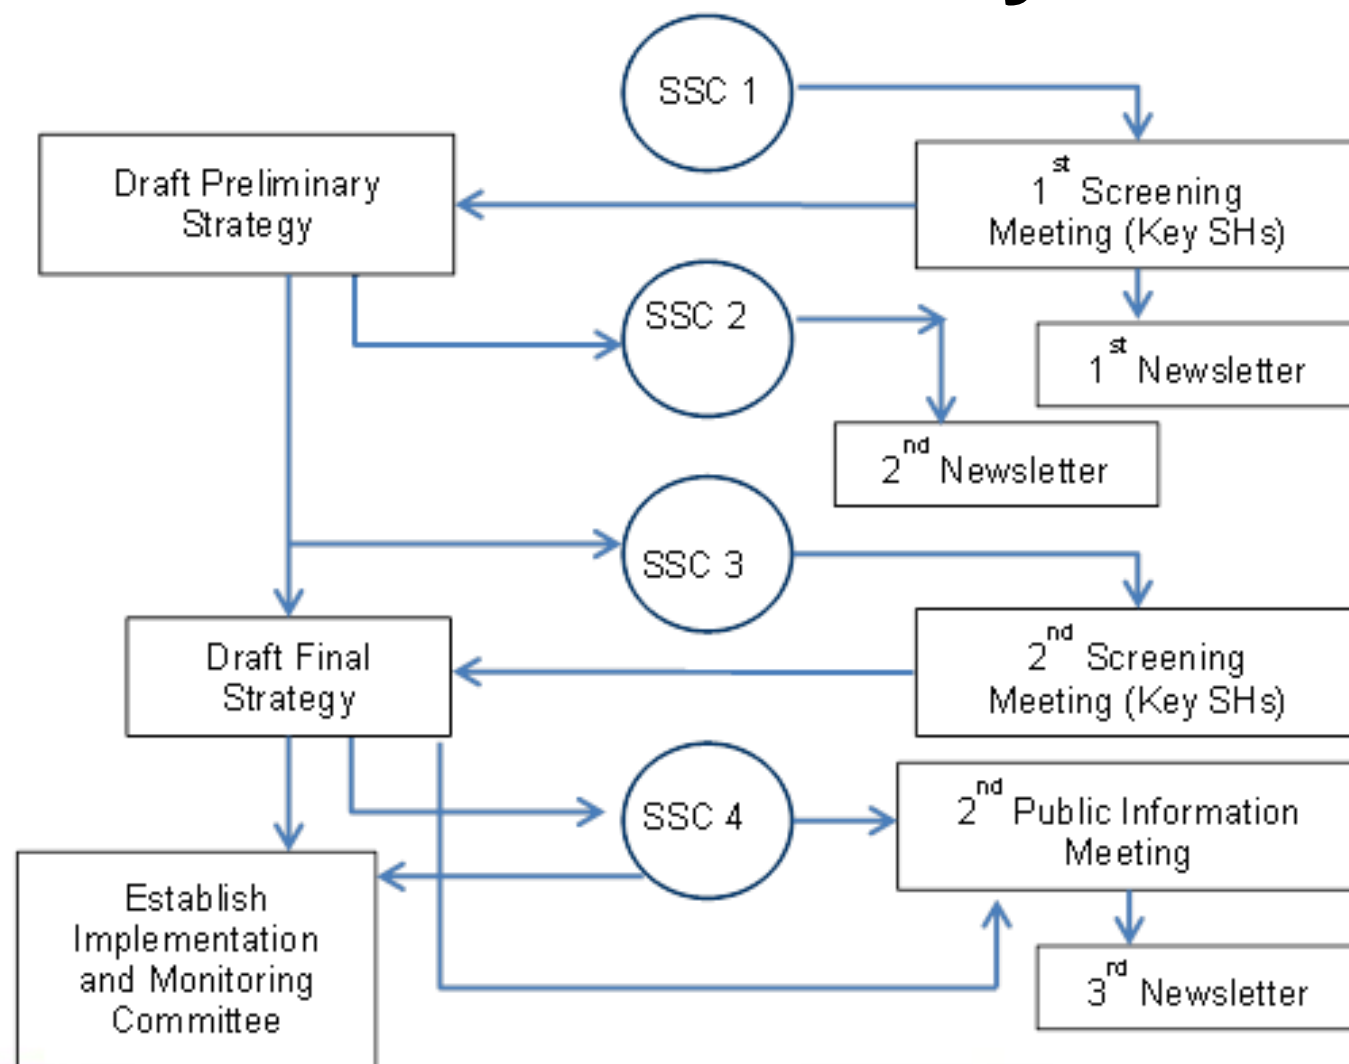 SSC 1
1st Screening
Meeting (Key SHs)
Draft Preliminary
Strategy
SSC 2
1st Newsletter
2nd Newsletter
SSC 3
Draft Final
Strategy
2nd Screening
Meeting (Key SHs)
SSC 4
2nd Public Information
Meeting
Establish
Implementation
and Monitoring
Committee
3rd Newsletter